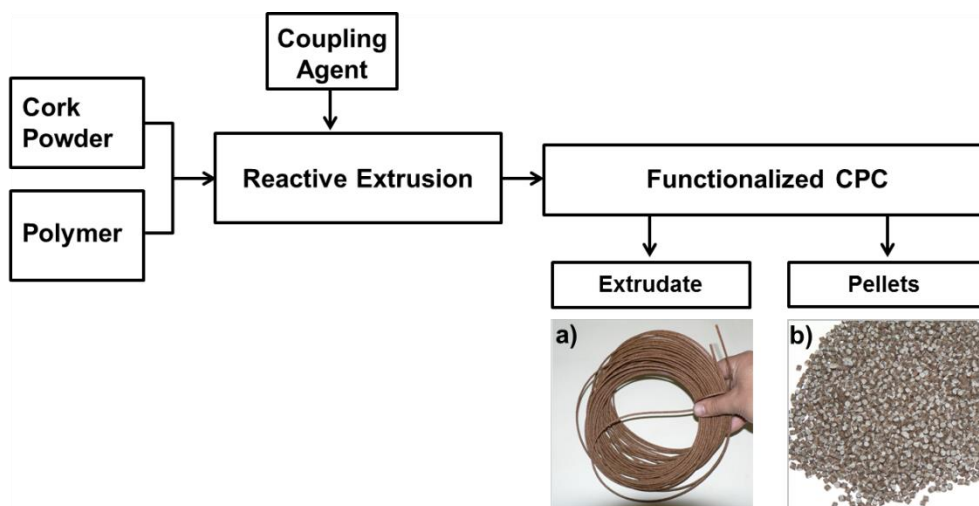 Coupling
Agent
Cork
Powder
Polymer
Reactive Extrusion
Functionalized CPC
Extrudate
Pellets
a)
b)